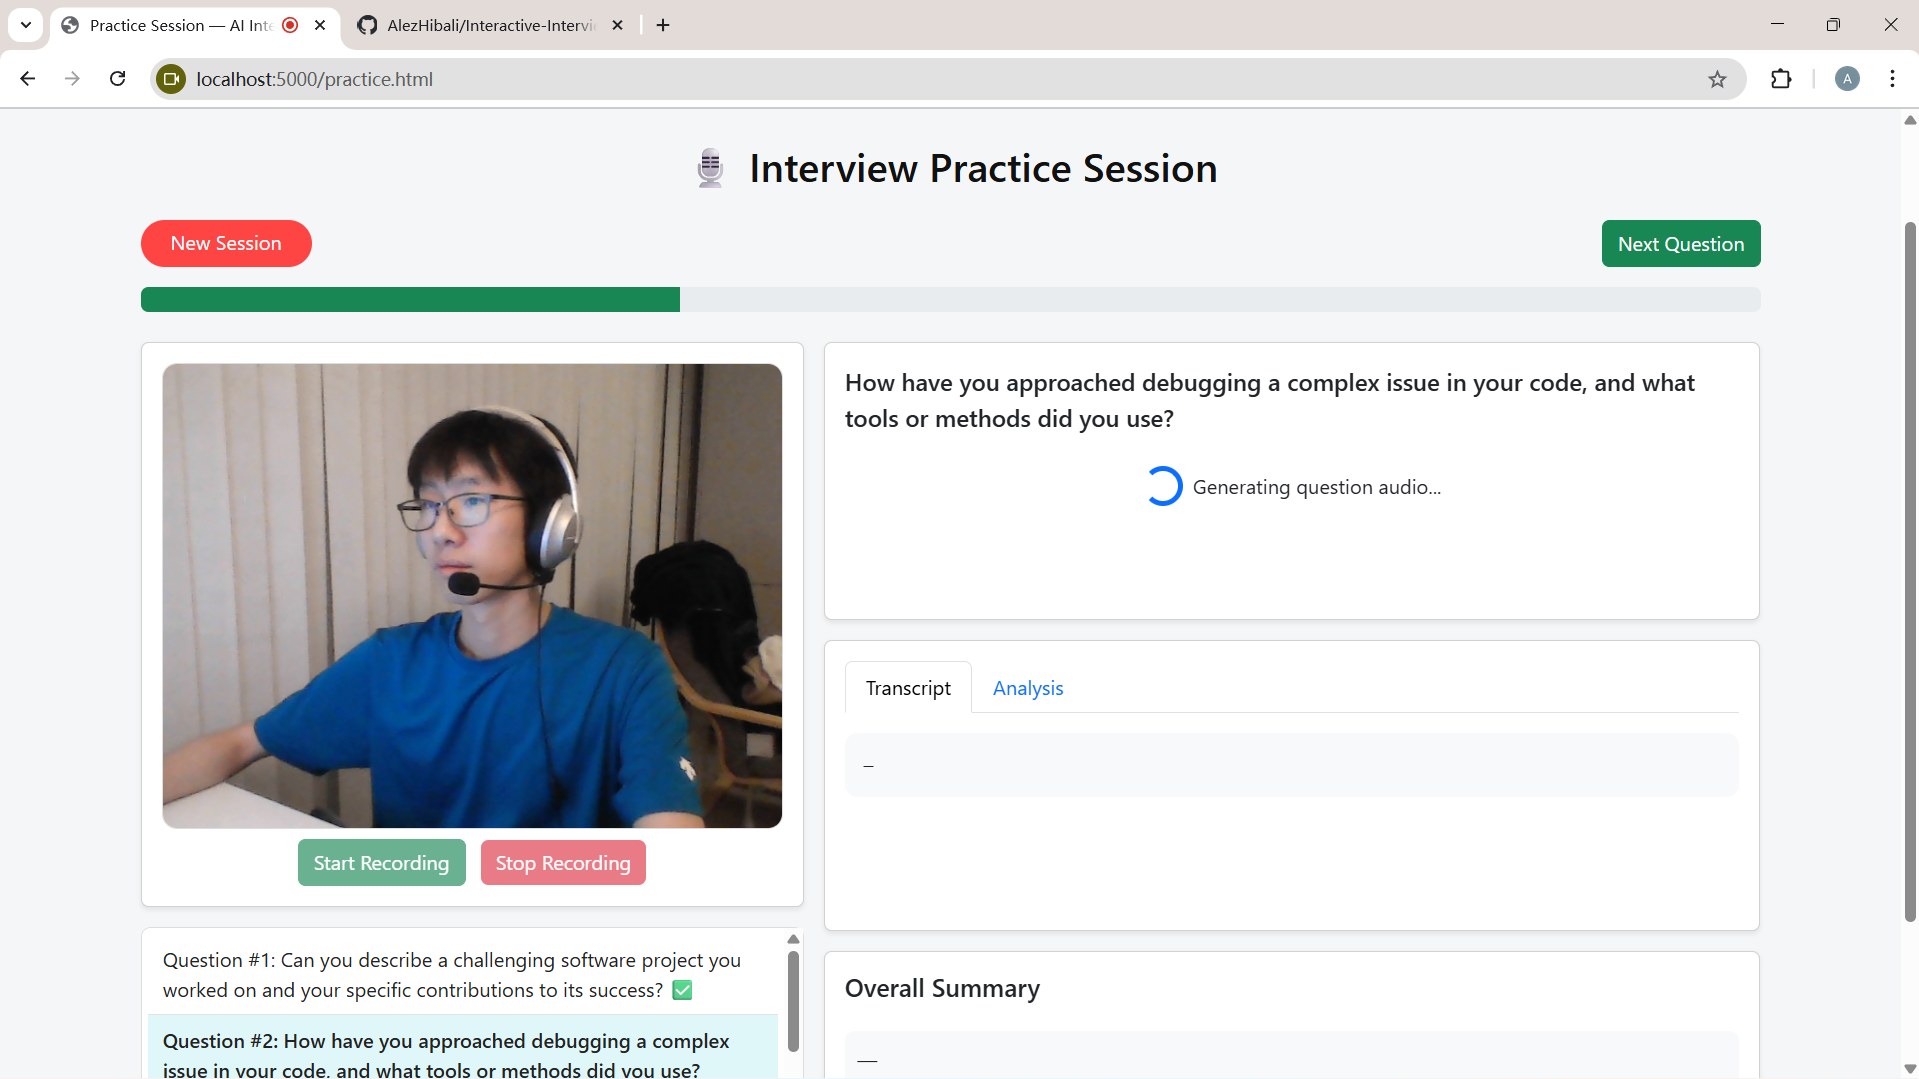 Practice Session — AI Inte
AlezHibali/Interactive-Intervi
localhost:5000/practice.html
A
Interview Practice Session
New Session
Next Question
How have you approached debugging a complex issue in your code, and what
tools or methods did you use?
Generating question audio...
Transcript
Analysis
–
Start Recording
Stop Recording
Question #1: Can you describe a challenging software project you
worked on and your specific contributions to its success? ✅
Question #2: How have you approached debugging a complex
issue in your code, and what tools or methods did you use?
Overall Summary
—